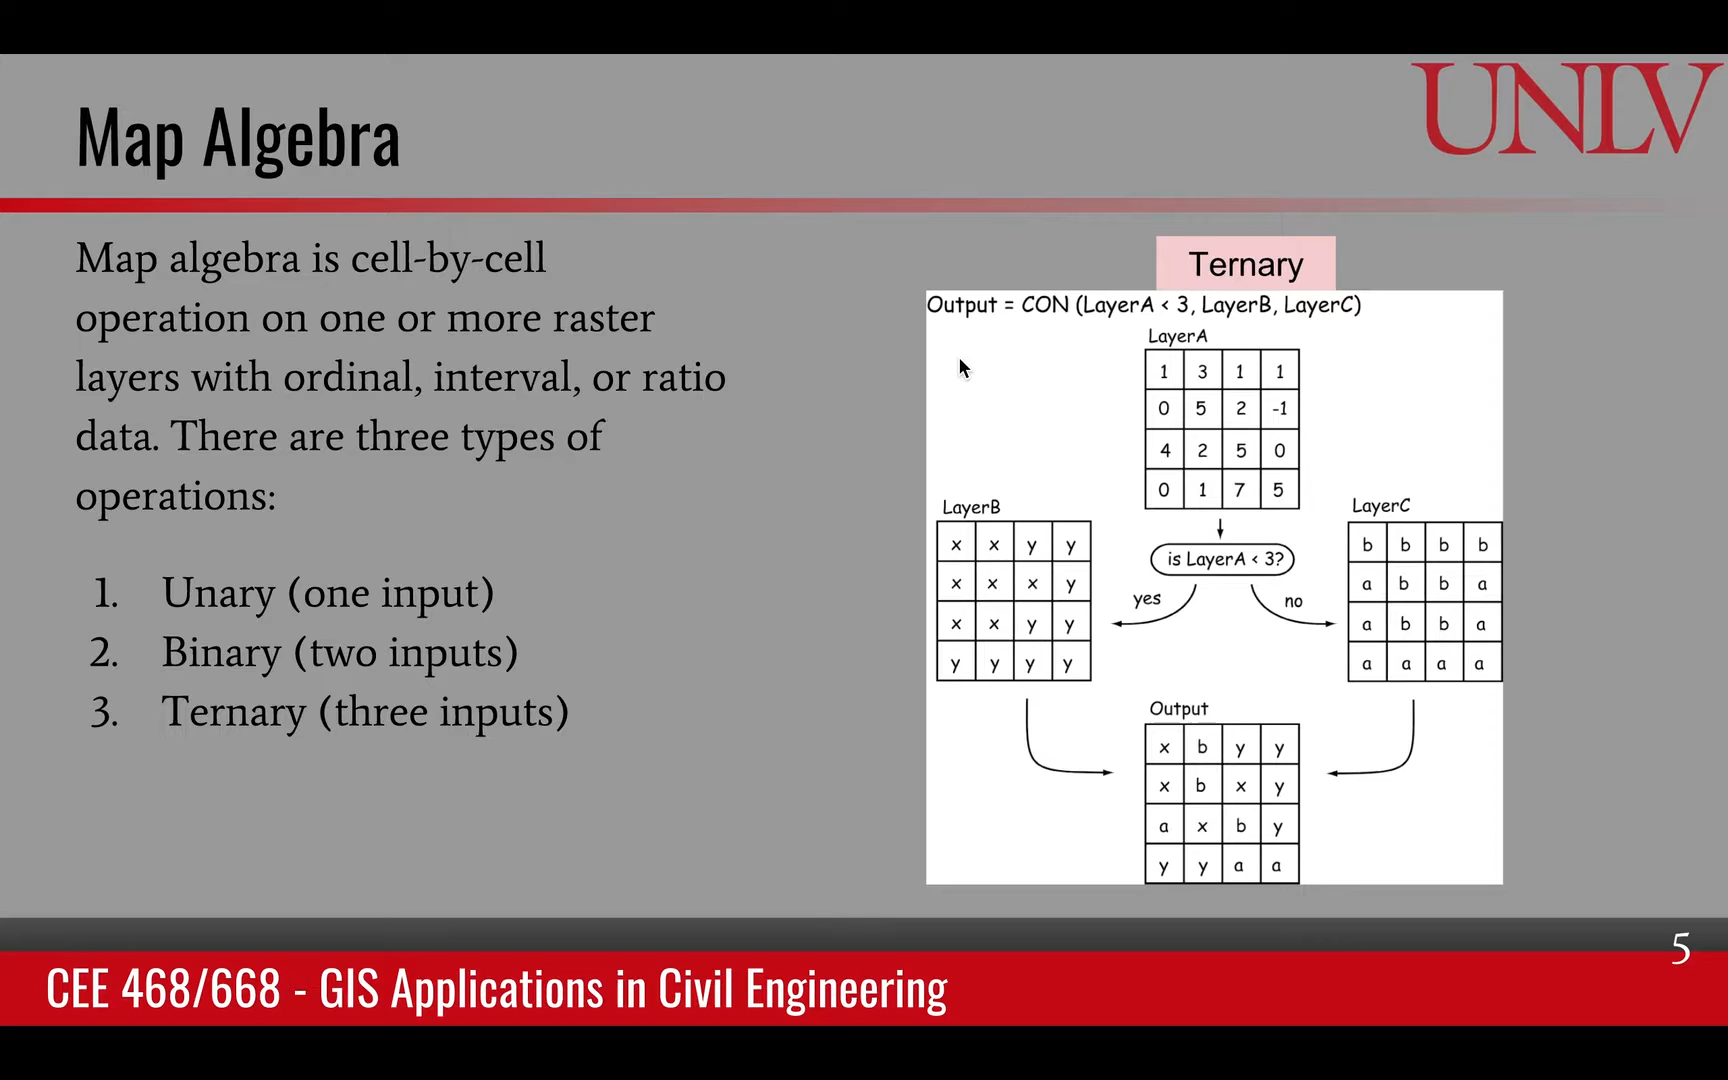 UNLV
Map Algebra
Map algebra is cell-by-cell
operation on one or more raster
layers with ordinal, interval, or ratio
data. There are three types of
operations:
1. Unary (one input)
2. Binary (two inputs)
3. Ternary (three inputs)
Ternary
Output = CON (LayerA < 3, LayerB, LayerC)
LayerA
1 3 1 1
0 5 2 -1
4 2 5 0
0 1 7 5
is LayerA < 3?
yes
no
LayerB
x x y y
x x x y
x x y y
y y y y
LayerC
b b b b
a b b a
a b b a
a a a a
Output
x b y y
x b x y
a x b y
y y a a
5
CEE 468/668 - GIS Applications in Civil Engineering